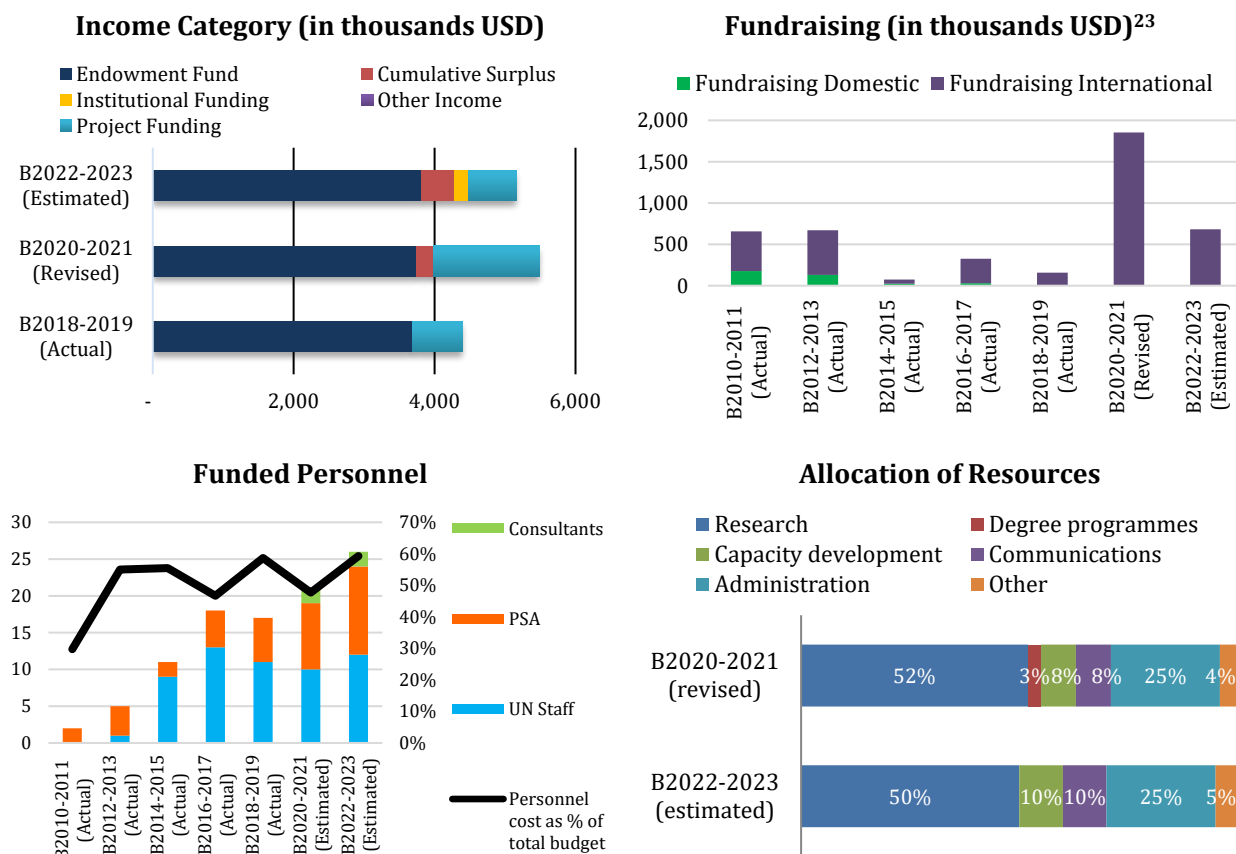 Income Category (in thousands USD)
Endowment Fund
Cumulative Surplus
Institutional Funding
Other Income
Project Funding
B2022-2023
(Estimated)
B2020-2021
(Revised)
B2018-2019
(Actual)
-
2,000
4,000
6,000
Fundraising (in thousands USD)23
Fundraising Domestic
Fundraising International
2,000
1,500
1,000
500
0
B2010-2011
(Actual)
B2012-2013
(Actual)
B2014-2015
(Actual)
B2016-2017
(Actual)
B2018-2019
(Actual)
B2020-2021
(Revised)
B2022-2023
(Estimated)
Funded Personnel
30
25
20
15
10
5
0
70%
60%
50%
40%
30%
20%
10%
0%
Consultants
PSA
UN Staff
Personnel
cost as % of
total budget
B2010-2011
(Actual)
B2012-2013
(Actual)
B2014-2015
(Actual)
B2016-2017
(Actual)
B2018-2019
(Actual)
B2020-2021
(Estimated)
B2022-2023
(Estimated)
Allocation of Resources
Research
Degree programmes
Capacity development
Communications
Administration
Other
B2020-2021
(revised)
52%
3%
8%
8%
25%
4%
B2022-2023
(estimated)
50%
10%
10%
25%
5%